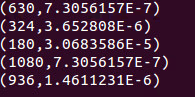 (630,7.3056157E-7)
(324,3.652808E-6)
(180,3.0683586E-5)
(1080,7.3056157E-7)
(936,1.4611231E-6)